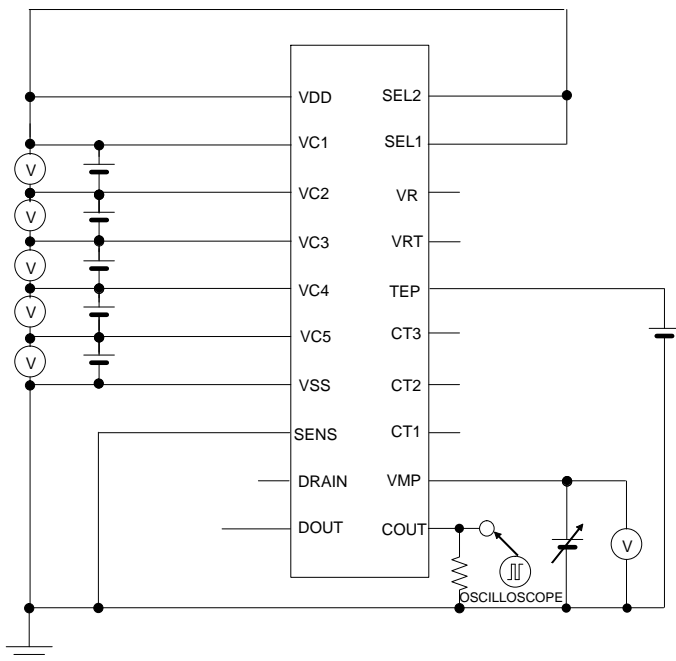 VDD
VC1
VC2
VC3
VC4
VC5
VSS
SENS
DRAIN
DOUT
SEL2
SEL1
VR
VRT
TEP
CT3
CT2
CT1
VMP
COUT
V
V
V
V
V
V
OSCILLOSCOPE